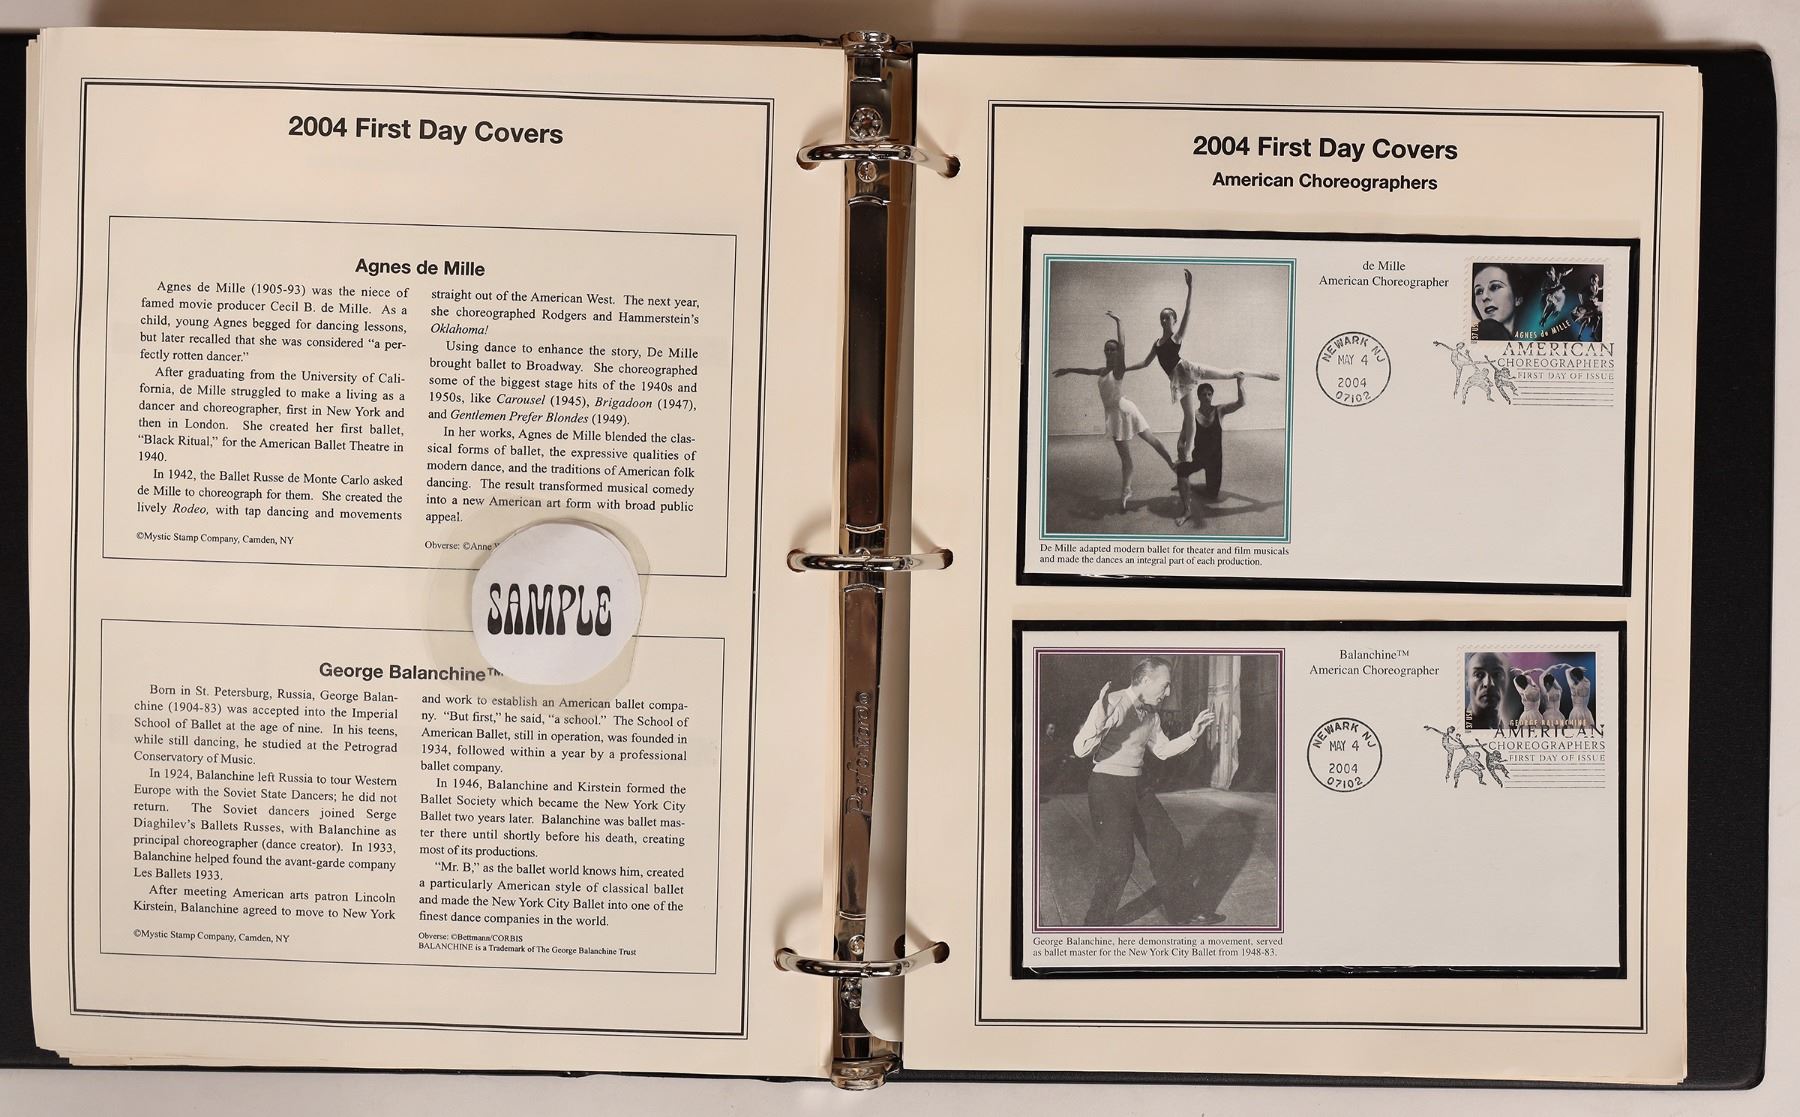 2004 First Day Covers
Agnes de Mille
Agnes de Mille (1905-93) was the niece of
famed movie producer Cecil B. de Mille. As a
child, young Agnes begged for dancing lessons,
but later recalled that she was considered “a per-
fectly rotten dancer.”
After graduating from the University of Cali-
fornia, de Mille struggled to make a living as a
dancer and choreographer, first in New York and
then in London. She created her first ballet,
“Black Ritual,” for the American Ballet Theatre in
1940.
In 1942, the Ballet Russe de Monte Carlo asked
de Mille to choreograph for them. She created the
lively Rodeo, with tap dancing and movements
straight out of the American West. The next year,
she choreographed Rodgers and Hammerstein’s
Oklahoma!
Using dance to enhance the story, De Mille
brought ballet to Broadway. She choreographed
some of the biggest stage hits of the 1940s and
1950s, like Carousel (1945), Brigadoon (1947),
and Gentlemen Prefer Blondes (1949).
In her works, Agnes de Mille blended the clas-
sical forms of ballet, the expressive qualities of
modern dance, and the traditions of American folk
dancing. The result transformed musical comedy
into a new American art form with broad public
appeal.
©Mystic Stamp Company, Camden, NY
Obverse: ©Anne
SAMPLE
George Balanchine™
Born in St. Petersburg, Russia, George Balan-
chine (1904-83) was accepted into the Imperial
School of Ballet at the age of nine. In his teens,
while still dancing, he studied at the Petrograd
Conservatory of Music.
In 1924, Balanchine left Russia to tour Western
Europe with the Soviet State Dancers; he did not
return. The Soviet dancers joined Serge
Diaghilev’s Ballets Russes, with Balanchine as
principal choreographer (dance creator). In 1933,
Balanchine helped found the avant-garde company
Les Ballets 1933.
After meeting American arts patron Lincoln
Kirstein, Balanchine agreed to move to New York
and work to establish an American ballet compa-
ny. “But first,” he said, “a school.” The School of
American Ballet, still in operation, was founded in
1934, followed within a year by a professional
ballet company.
In 1946, Balanchine and Kirstein formed the
Ballet Society which became the New York City
Ballet two years later. Balanchine was ballet mas-
ter there until shortly before his death, creating
most of its productions.
“Mr. B,” as the ballet world knows him, created
a particularly American style of classical ballet
and made the New York City Ballet into one of the
finest dance companies in the world.
©Mystic Stamp Company, Camden, NY
Obverse: ©Bettmann/CORBIS
BALANCHINE is a Trademark of The George Balanchine Trust
2004 First Day Covers
American Choreographers
de Mille
American Choreographer
37 USA
AGNES de MILLE
NEWARK NJ
MAY 4
2004
07102
AMERICAN
CHOREOGRAPHERS
FIRST DAY OF ISSUE
De Mille adapted modern ballet for theater and film musicals
and made the dances an integral part of each production.
Balanchine™
American Choreographer
37 USA
GEORGE BALANCHINE
NEWARK NJ
MAY 4
2004
07102
AMERICAN
CHOREOGRAPHERS
FIRST DAY OF ISSUE
George Balanchine, here demonstrating a movement, served
as ballet master for the New York City Ballet from 1948-83.